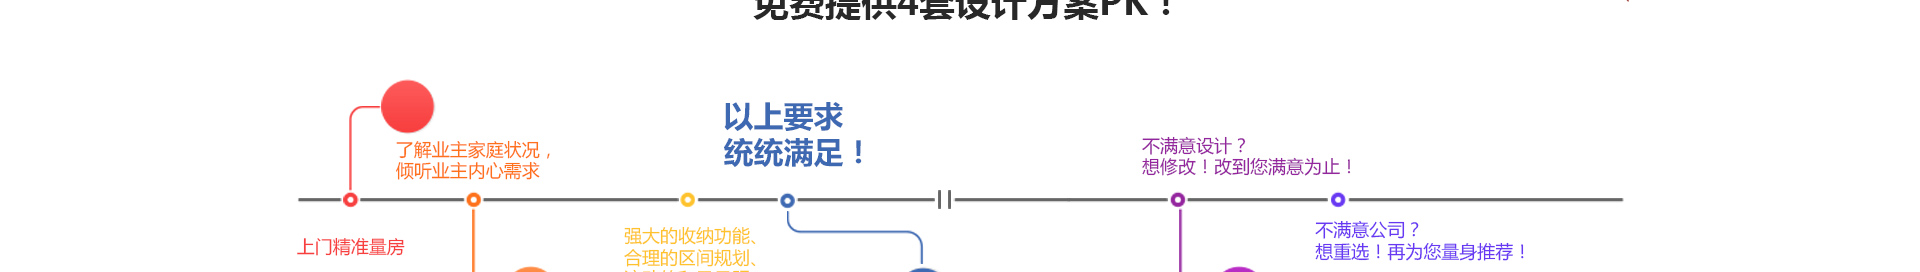 免费提供4套设计方案PK！
以上要求
统统满足！
了解业主家庭状况，
倾听业主内心需求
不满意设计？
想修改！改到您满意为止！
上门精准量房
强大的收纳功能、
合理的区间规划、
不满意公司？
想重选！再为您量身推荐！